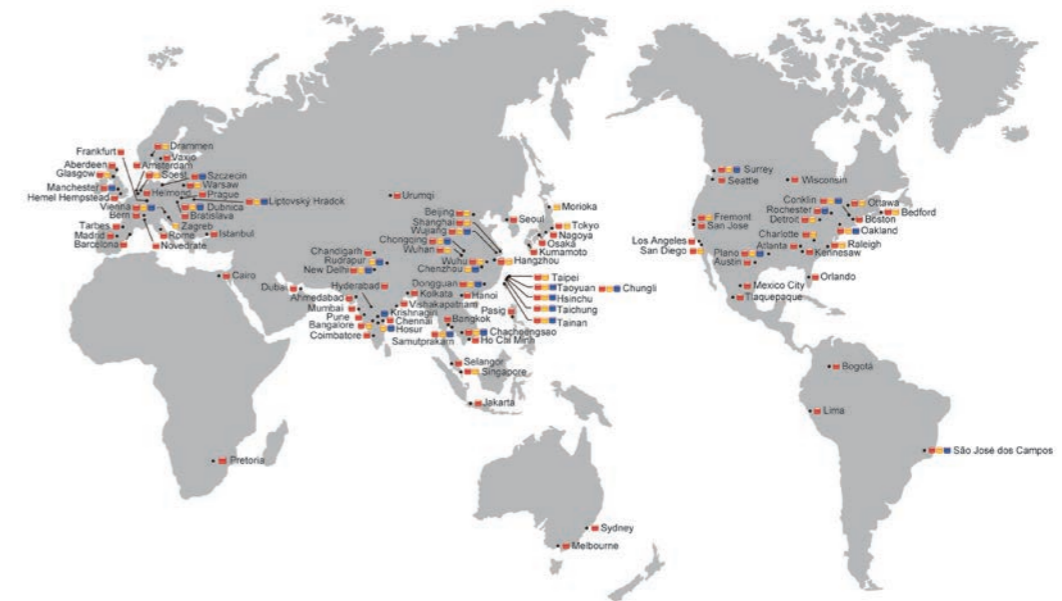 Frankfurt
Drammen
Aberdeen
Växjö
Amsterdam
Glasgow
Soest
Szczecin
Manchester
Helmond
Warsaw
Hemel Hempstead
Prague
Liptovský Hradok
Vienna
Dubnica
Bern
Bratislava
Tarbes
Zagreb
Madrid
Rome
Istanbul
Barcelona
Novedrate
Cairo
Dubai
Pretoria
Urumqi
Beijing
Shanghai
Wujiang
Chongqing
Wuhan
Chandigarh
Rudrapur
New Delhi
Wuhu
Chenzhou
Hangzhou
Seoul
Morioka
Tokyo
Nagoya
Osaka
Kumamoto
Dongguan
Taipei
Taoyuan
Chungli
Hsinchu
Taichung
Tainan
Hyderabad
Ahmedabad
Mumbai
Pune
Bangalore
Coimbatore
Kolkata
Vishakapatnam
Krishnagiri
Chennai
Hosur
Hanoi
Bangkok
Pasig
Samutprakarn
Chacheongsao
Ho Chi Minh
Selangor
Singapore
Jakarta
Sydney
Melbourne
Surrey
Seattle
Wisconsin
Conklin
Ottawa
Rochester
Bedford
Fremont
Detroit
Boston
San Jose
Charlotte
Oakland
Los Angeles
Atlanta
Raleigh
San Diego
Plano
Kennesaw
Austin
Orlando
Mexico City
Tlaquepaque
Bogotá
Lima
São José dos Campos